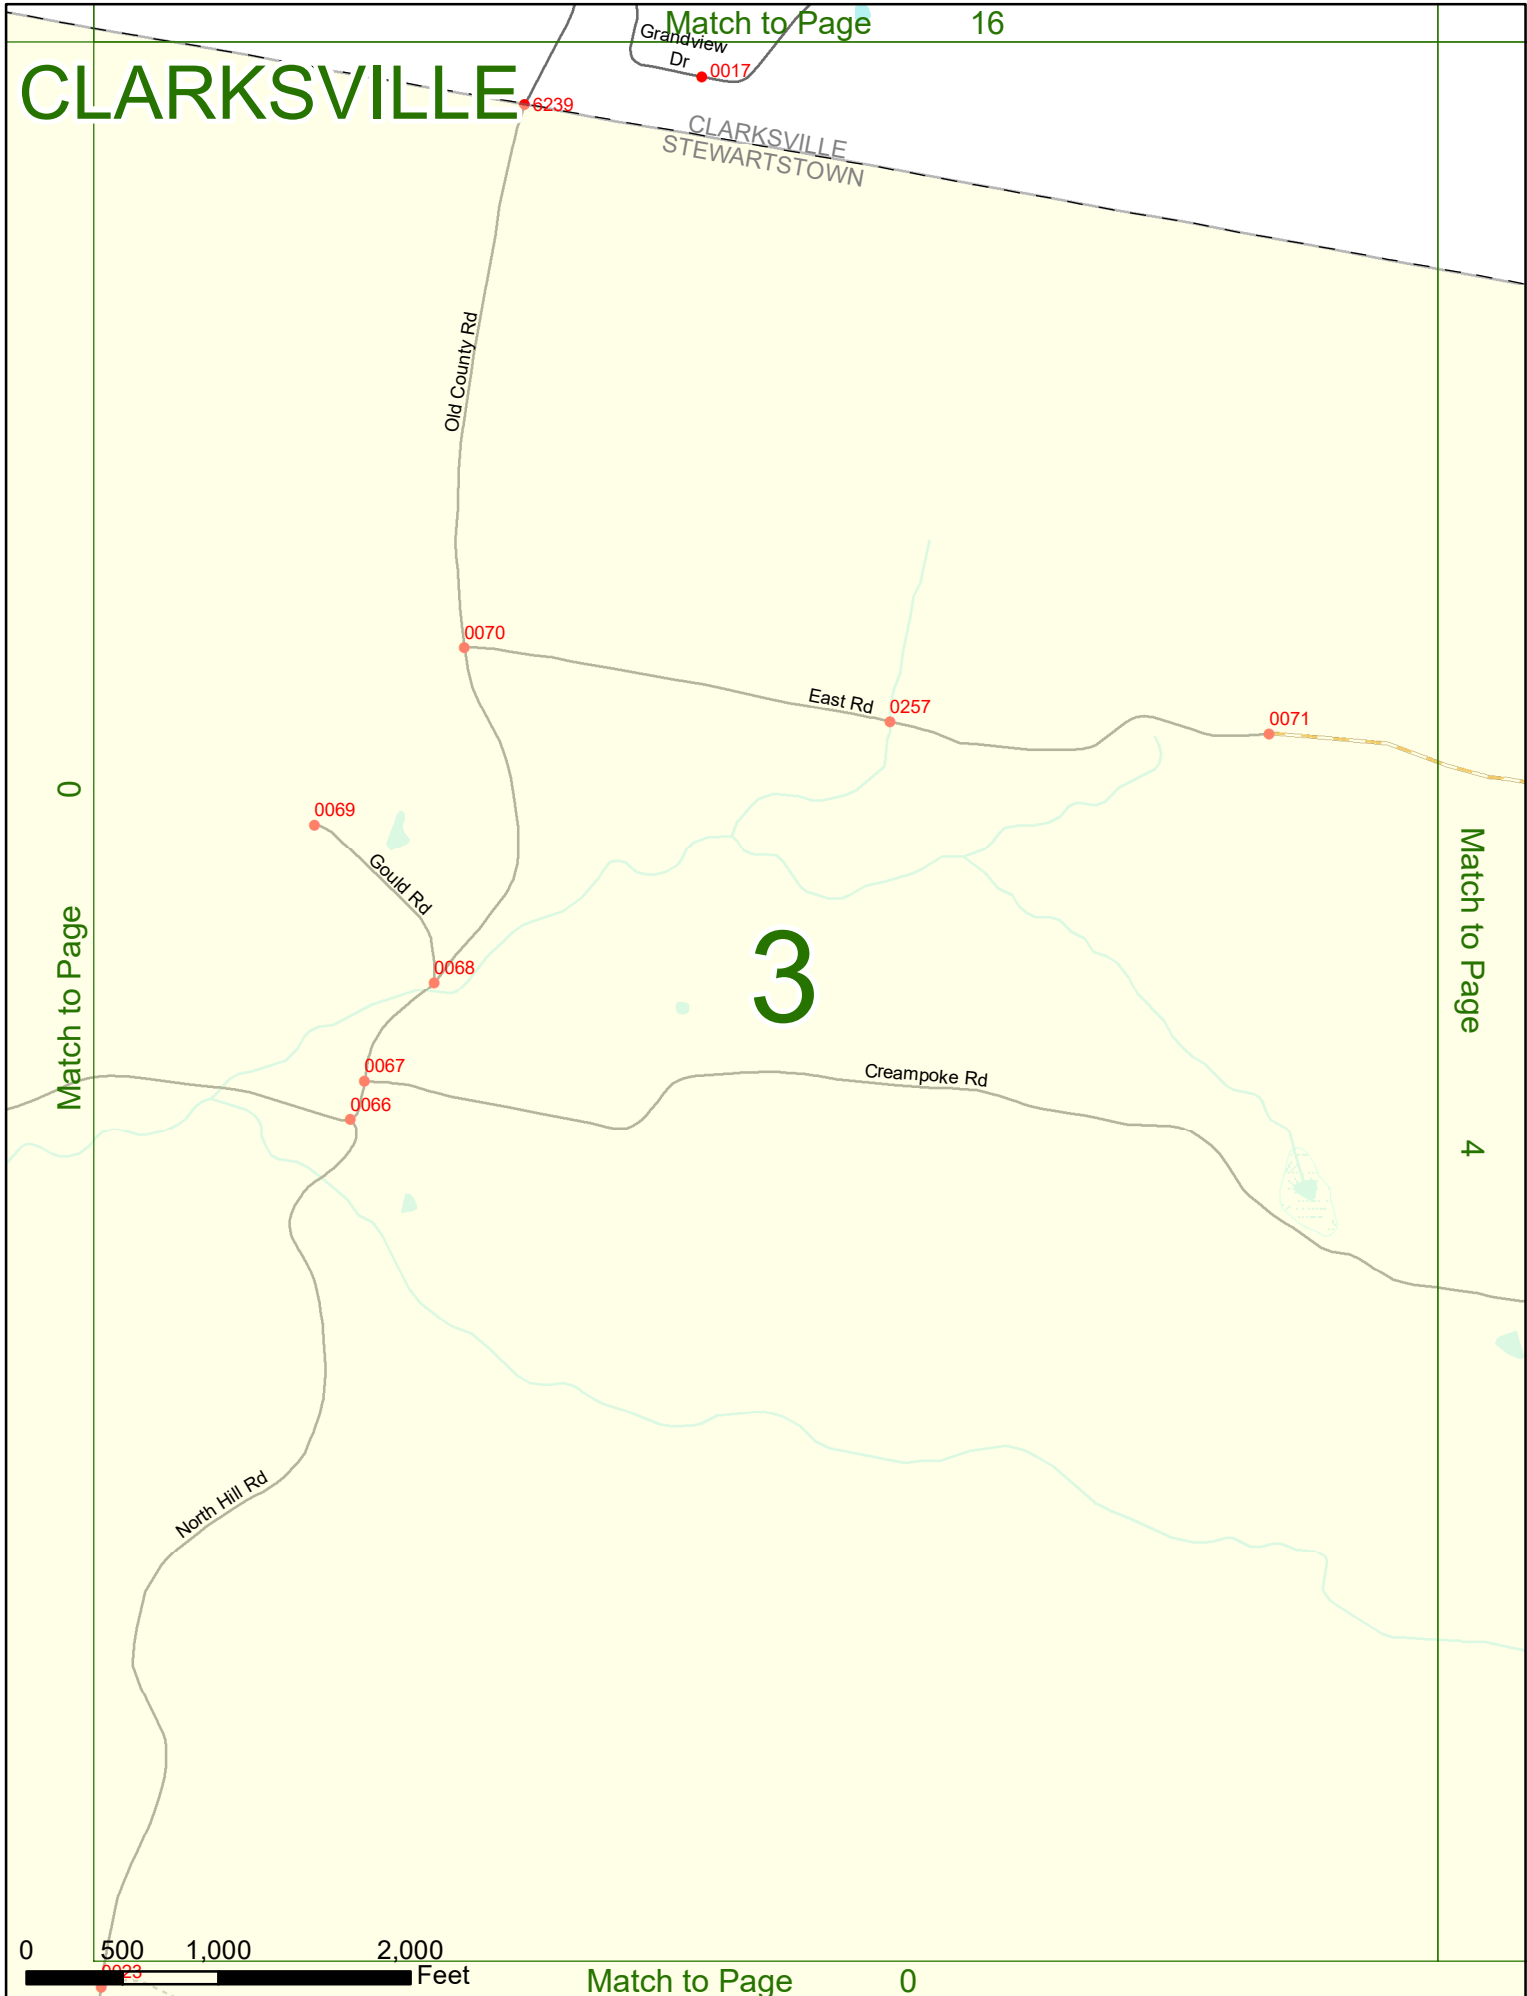 Match to Page 16
Grandview
Dr
0017
CLARKSVILLE
6239
CLARKSVILLE
STEWARTSTOWN
Old County Rd
0070
East Rd
0257
0071
0069
Gould Rd
Match to Page 0
Match to Page 4
3
0068
0067
Creampoke Rd
0066
North Hill Rd
0 500 1,000 2,000
Feet
0023
Match to Page 0